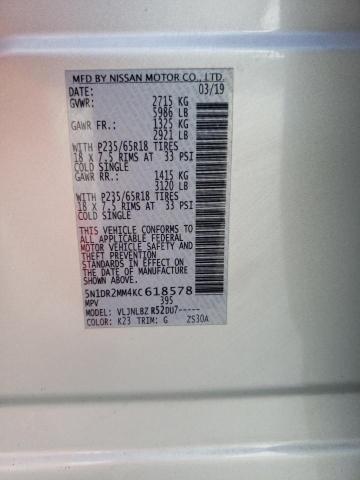 MFD BY NISSAN MOTOR CO., LTD.
DATE: 03/19
GVWR: 2715 KG
5986 LB
GAWR FR.: 1325 KG
2921 LB
WITH P235/65R18 TIRES
18 X 7.5 RIMS AT 33 PSI
COLD SINGLE
GAWR RR.: 1415 KG
3120 LB
WITH P235/65R18 TIRES
18 X 7.5 RIMS AT 33 PSI
COLD SINGLE
THIS VEHICLE CONFORMS TO
ALL APPLICABLE FEDERAL
MOTOR VEHICLE SAFETY
AND THEFT PREVENTION
STANDARDS IN EFFECT ON
THE DATE OF MANUFACTURE
SHOWN ABOVE.
5N1DR2MM4KC618578
MPV 395
MODEL: VLJNLBZ R52DU7-----
COLOR: K23 TRIM: G ZS30A